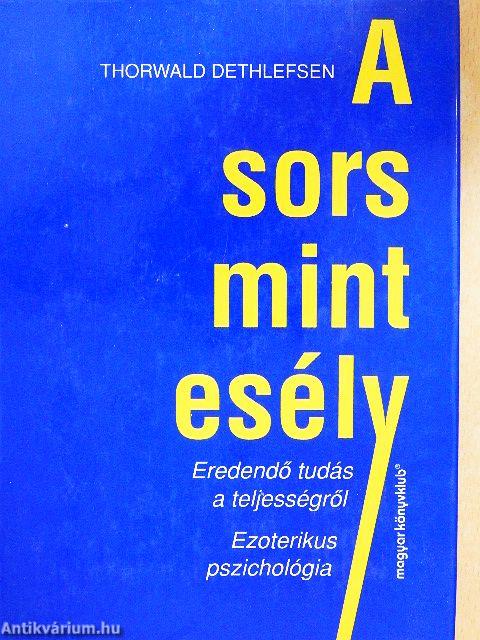 THORWALD DETHLEFSEN
A
sors
mint
esély
Eredendő tudás
a teljességről
Ezoterikus
pszichológia
magyar könyvklub®
Antikvárium.hu